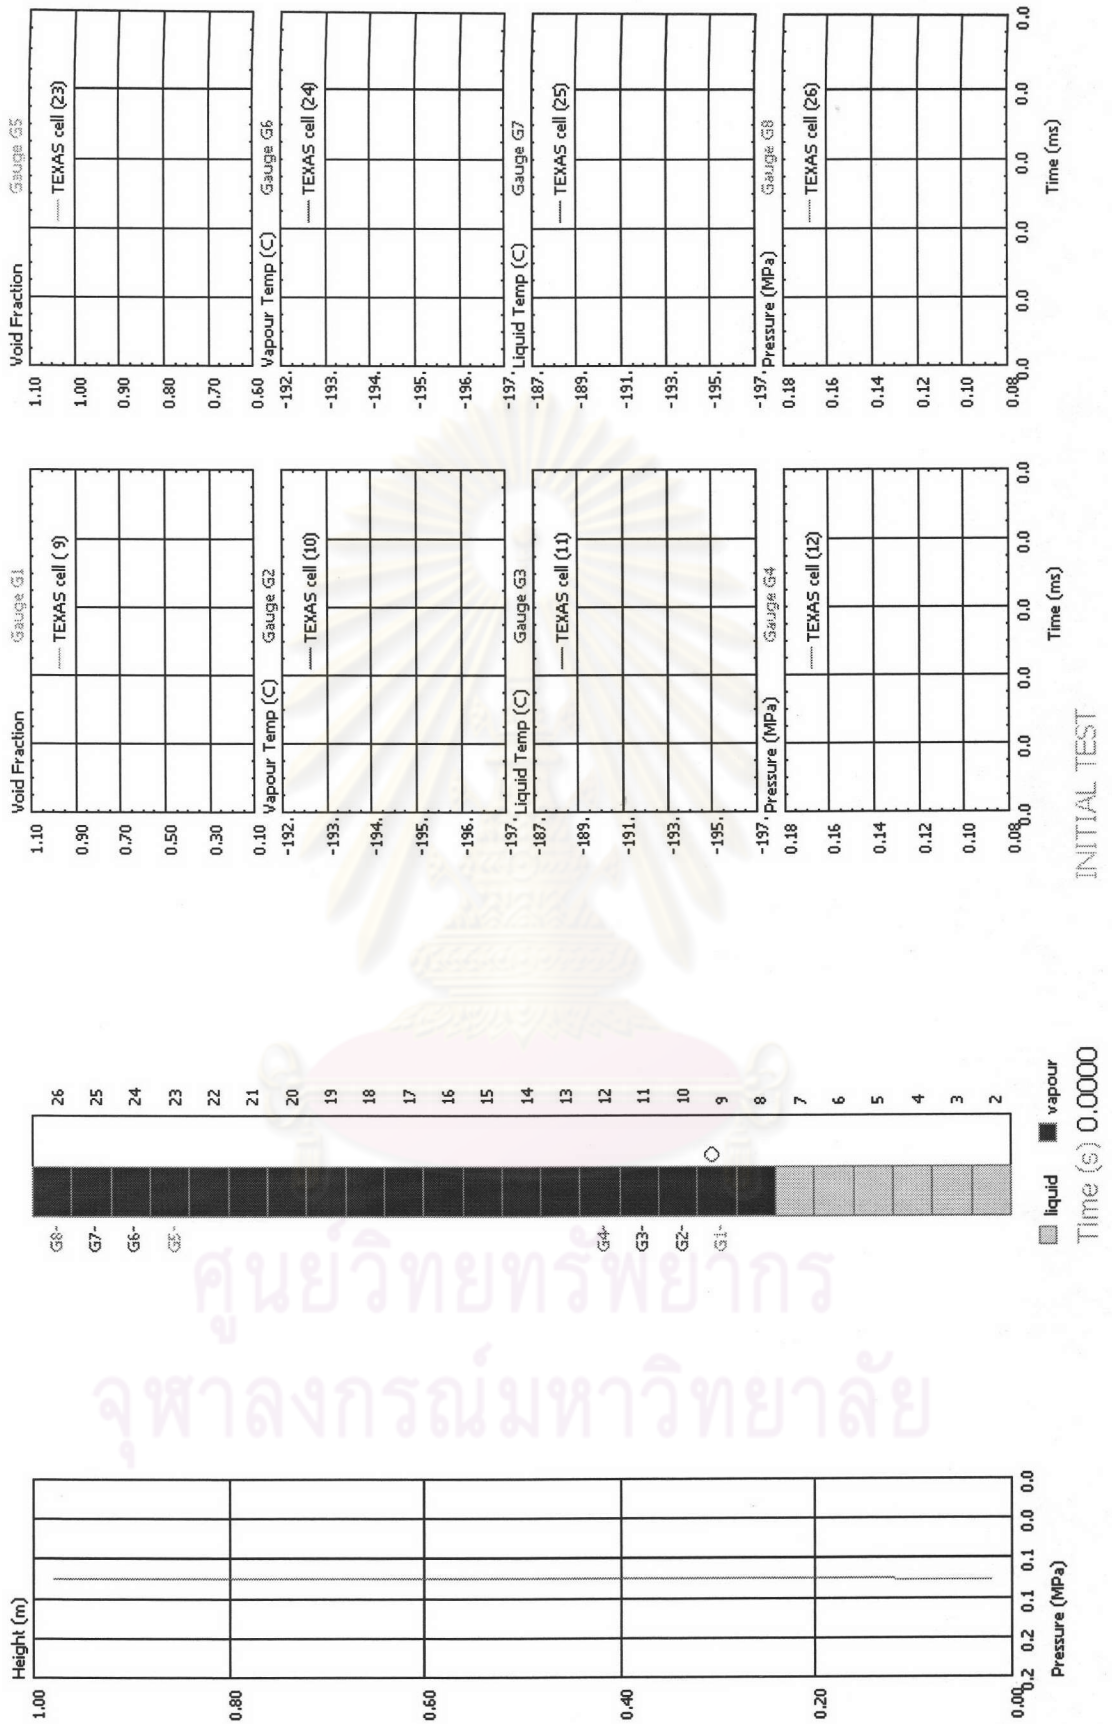 Height (m)
1.00
0.80
0.60
0.40
0.20
0.00
0.2
0.2
0.1
0.1
0.0
0.0
Pressure (MPa)
G8-
G7-
G6-
G5-
G4-
G3-
G2-
G1-
26
25
24
23
22
21
20
19
18
17
16
15
14
13
12
11
10
9
8
7
6
5
4
3
2
liquid
vapour
Time (s) 0.0000
INITIAL TEST
Void Fraction Gauge G1
1.10
0.90
0.70
0.50
0.30
0.10
TEXAS cell ( 9)
Vapour Temp (C) Gauge G2
-192.
-193.
-194.
-195.
-196.
-197.
TEXAS cell (10)
Liquid Temp (C) Gauge G3
-187.
-189.
-191.
-193.
-195.
-197.
TEXAS cell (11)
Pressure (MPa) Gauge G4
0.18
0.16
0.14
0.12
0.10
0.08
TEXAS cell (12)
0.0
0.0
0.0
0.0
0.0
0.0
Time (ms)
Void Fraction Gauge G5
1.10
1.000
0.90
0.80
0.70
0.60
TEXAS cell (23)
Vapour Temp (C) Gauge G6
-192.
-193.
-194.
-195.
-196.
-197.
TEXAS cell (24)
Liquid Temp (C) Gauge G7
-187.
-189.
-191.
-193.
-195.
-197.
TEXAS cell (25)
Pressure (MPa) Gauge G8
0.18
0.16
0.14
0.12
0.10
0.08
TEXAS cell (26)
0.0
0.0
0.0
0.0
0.0
0.0
Time (ms)
ศูนย์วิทยทรัพยากร
จุฬาลงกรณ์มหาวิทยาลัย